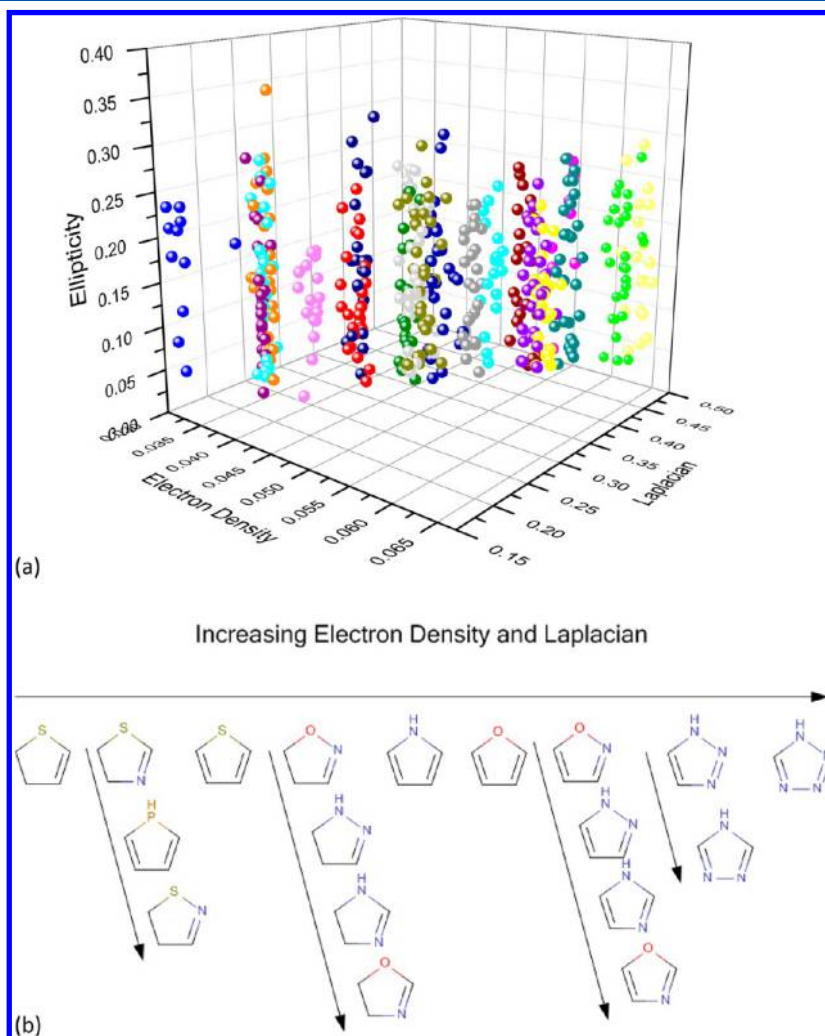 0.40
0.35
0.30
0.25
0.20
0.15
0.10
0.05
0.00
Ellipticity
0.035
0.040
0.045
0.050
0.055
0.060
0.065
Electron Density
0.15
0.20
0.25
0.30
0.35
0.40
0.45
0.50
Laplacian
(a)
Increasing Electron Density and Laplacian
S
S
N
S
O
N
H
N
O
O
N
H
N
N
N
H
N
N
N
N
H
P
H
N
N
H
N
N
H
N
N
N
S
N
H
N
N
H
N
N
O
N
O
N
(b)